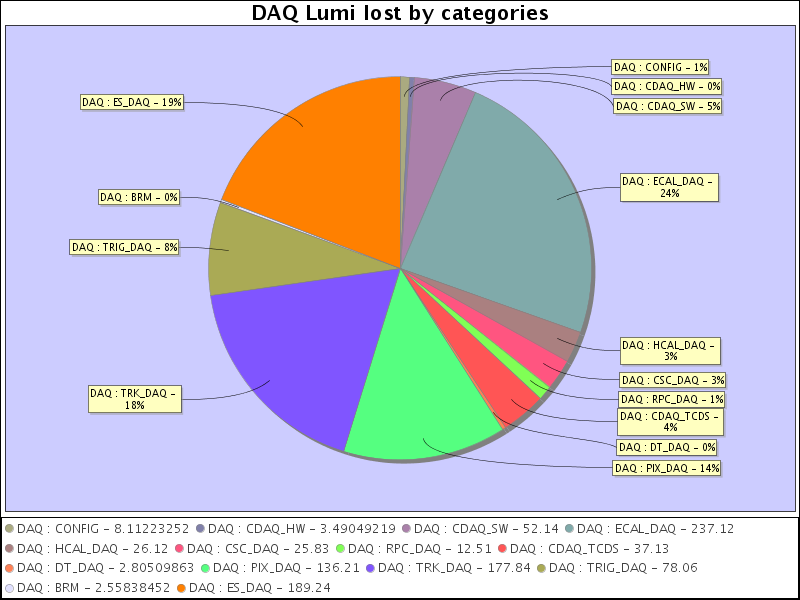 DAQ Lumi lost by categories
DAQ : CONFIG - 1%
DAQ : CDAQ_HW - 0%
DAQ : CDAQ_SW - 5%
DAQ : ECAL_DAQ -
24%
DAQ : HCAL_DAQ -
3%
DAQ : CSC_DAQ - 3%
DAQ : RPC_DAQ - 1%
DAQ : CDAQ_TCDS -
4%
DAQ : DT_DAQ - 0%
DAQ : PIX_DAQ - 14%
DAQ : ES_DAQ - 19%
DAQ : BRM - 0%
DAQ : TRIG_DAQ - 8%
DAQ : TRK_DAQ -
18%
DAQ : CONFIG - 8.11223252 DAQ : CDAQ_HW - 3.49049219 DAQ : CDAQ_SW - 52.14 DAQ : ECAL_DAQ - 237.12
DAQ : HCAL_DAQ - 26.12 DAQ : CSC_DAQ - 25.83 DAQ : RPC_DAQ - 12.51 DAQ : CDAQ_TCDS - 37.13
DAQ : DT_DAQ - 2.80509863 DAQ : PIX_DAQ - 136.21 DAQ : TRK_DAQ - 177.84 DAQ : TRIG_DAQ - 78.06
DAQ : BRM - 2.55838452 DAQ : ES_DAQ - 189.24